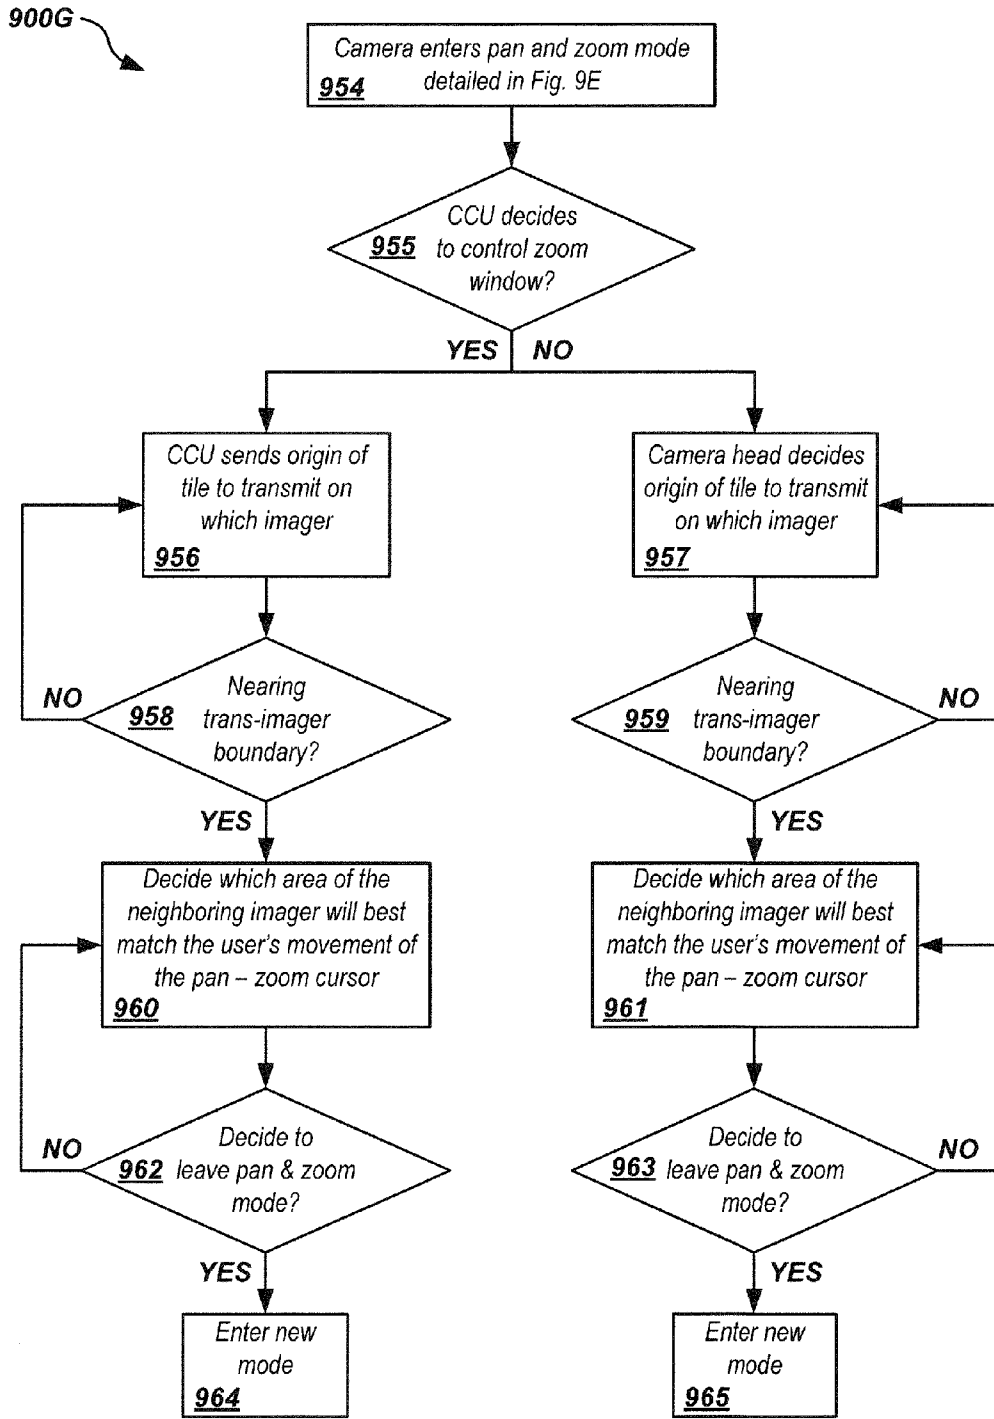 900G
Camera enters pan and zoom mode
detailed in Fig. 9E
954
CCU decides
to control zoom
window?
955
YES
NO
CCU sends origin of
tile to transmit on
which imager
956
Camera head decides
origin of tile to transmit
on which imager
957
Nearing
trans-imager
boundary?
958
NO
YES
Nearing
trans-imager
boundary?
959
NO
YES
Decide which area of the
neighboring imager will best
match the user's movement of
the pan – zoom cursor
960
Decide which area of the
neighboring imager will best
match the user's movement of
the pan – zoom cursor
961
Decide to
leave pan & zoom
mode?
962
NO
YES
Decide to
leave pan & zoom
mode?
963
NO
YES
Enter new
mode
964
Enter new
mode
965